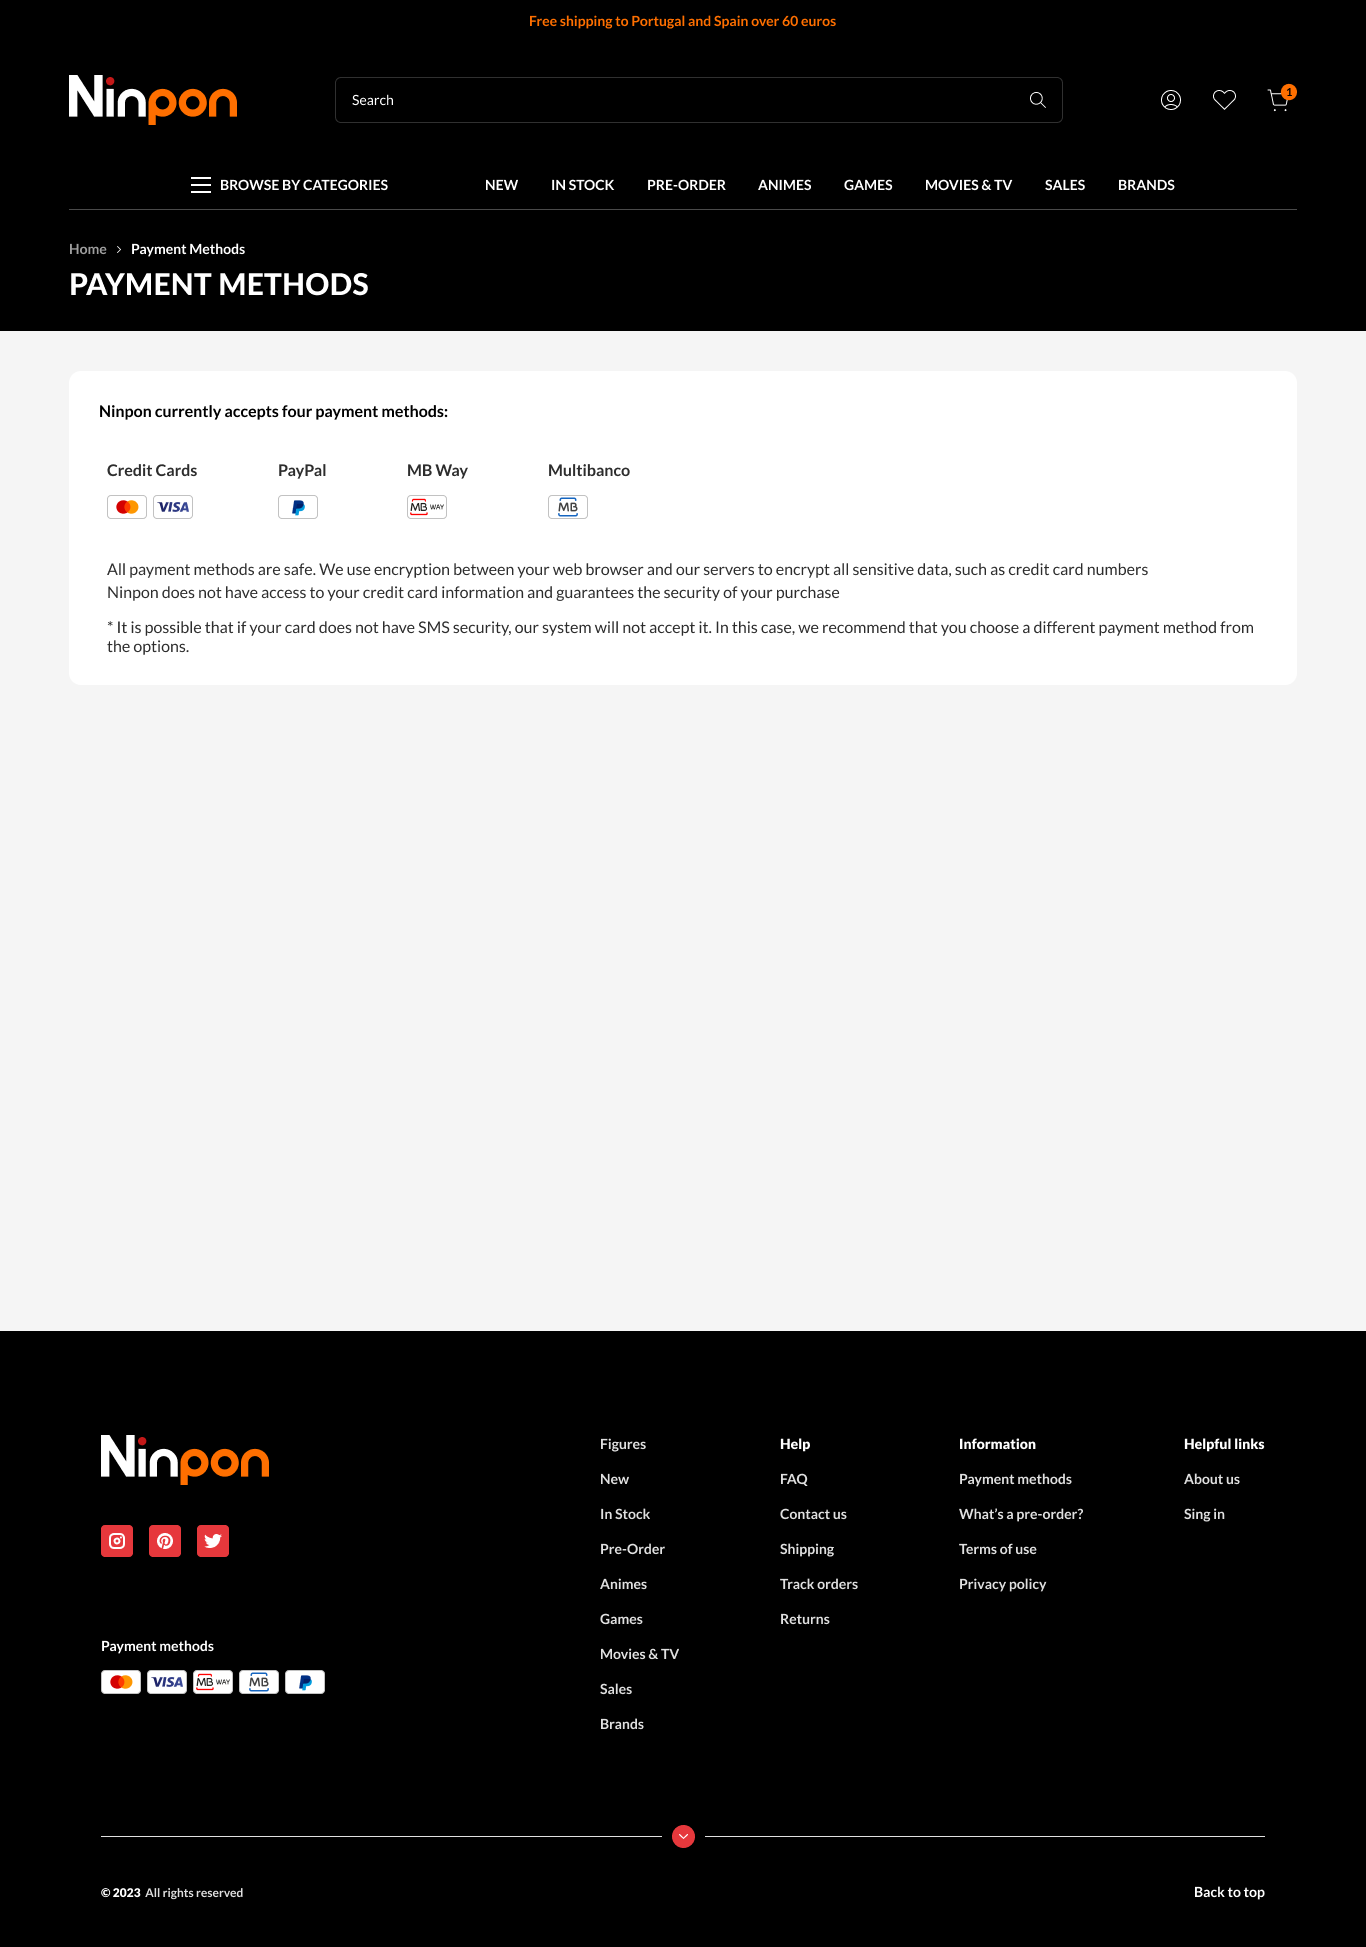 Free shipping to Portugal and Spain over 60 euros
Ninpon
Search
1
BROWSE BY CATEGORIES
NEW
IN STOCK
PRE-ORDER
ANIMES
GAMES
MOVIES & TV
SALES
BRANDS
Home > Payment Methods
PAYMENT METHODS
Ninpon currently accepts four payment methods:
Credit Cards
PayPal
MB Way
Multibanco
VISA
MB WAY
MB
All payment methods are safe. We use encryption between your web browser and our servers to encrypt all sensitive data, such as credit card numbers
Ninpon does not have access to your credit card information and guarantees the security of your purchase
* It is possible that if your card does not have SMS security, our system will not accept it. In this case, we recommend that you choose a different payment method from
the options.
Ninpon
Payment methods
VISA
MB WAY
MB
Figures
New
In Stock
Pre-Order
Animes
Games
Movies & TV
Sales
Brands
Help
FAQ
Contact us
Shipping
Track orders
Returns
Information
Payment methods
What's a pre-order?
Terms of use
Privacy policy
Helpful links
About us
Sing in
© 2023 All rights reserved
Back to top